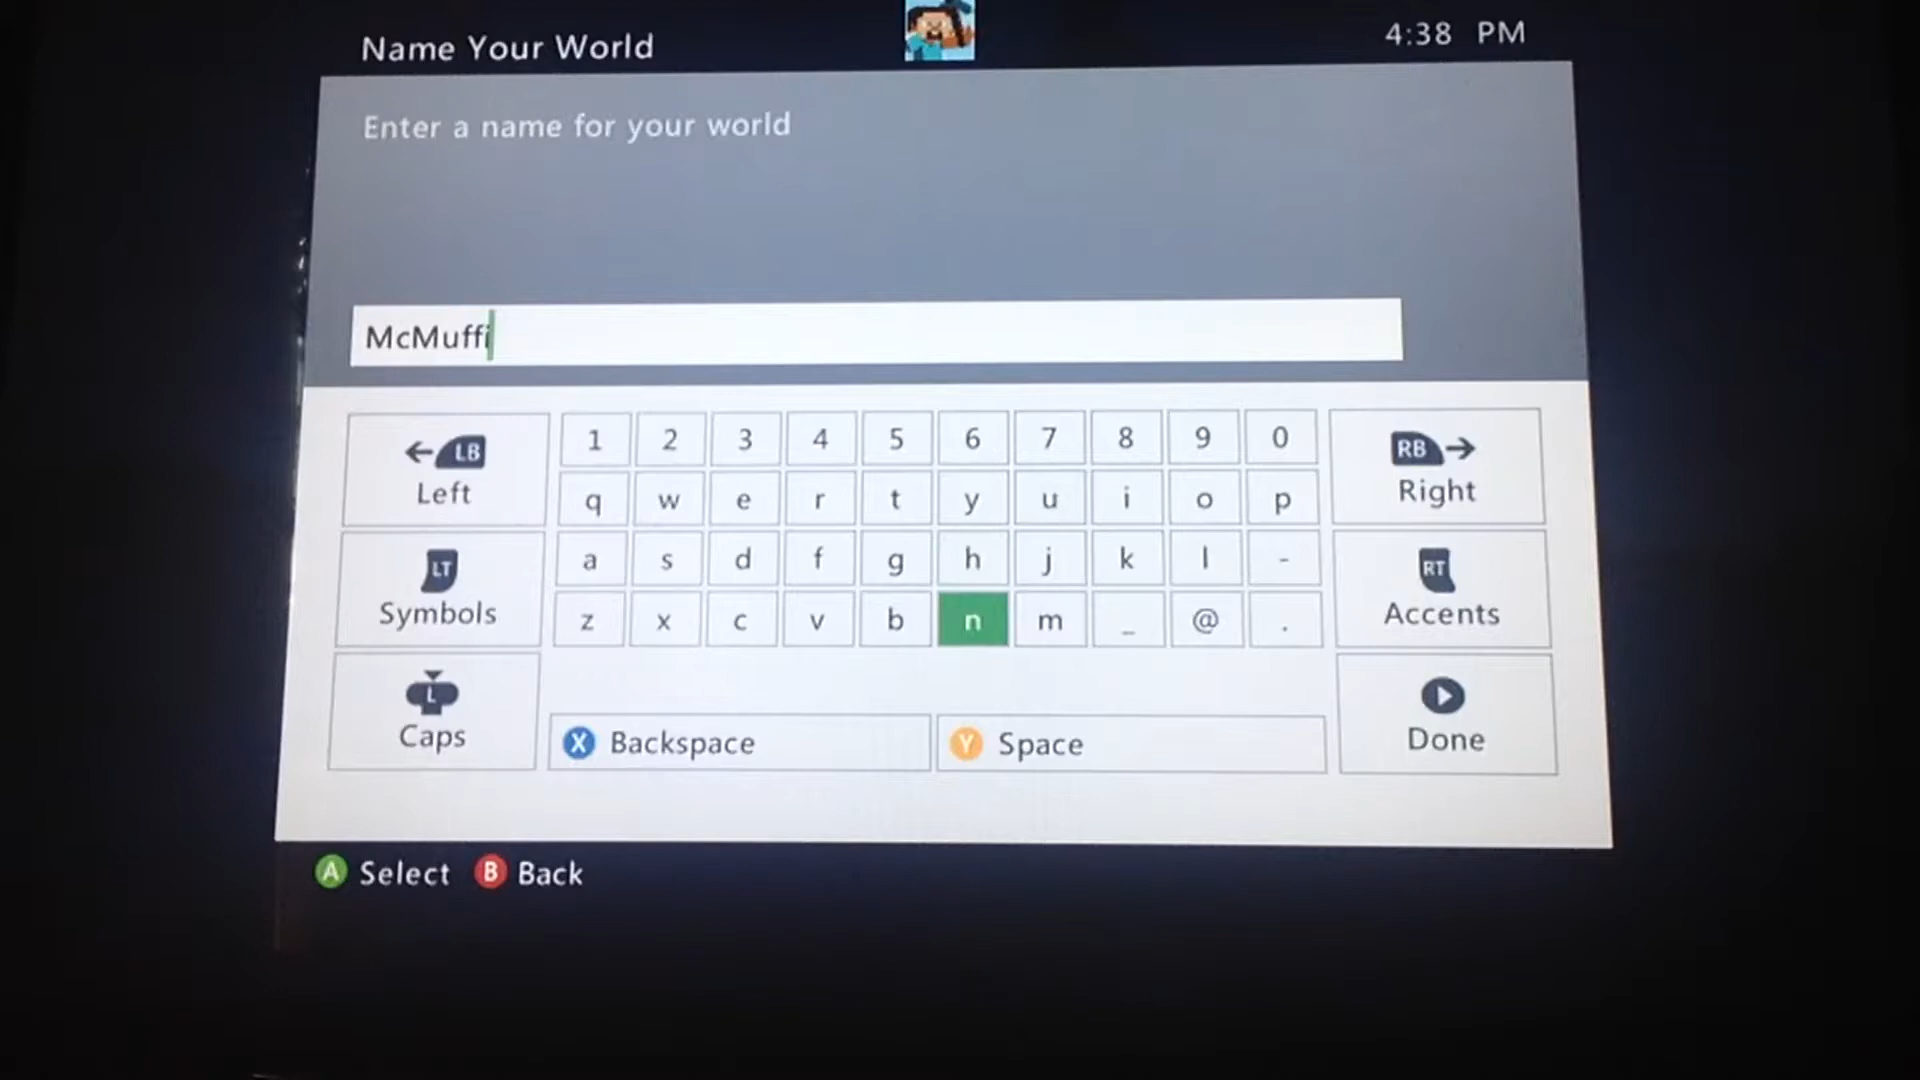 Name Your World
4:38 PM
Enter a name for your world
McMuffi
LB
Left
1 2 3 4 5 6 7 8 9 0
RB
Right
q w e r t y u i o p
LT
Symbols
a s d f g h j k l -
RT
Accents
z x c v b n m _ @ .
L
Caps
X Backspace
Y Space
Done
A Select B Back